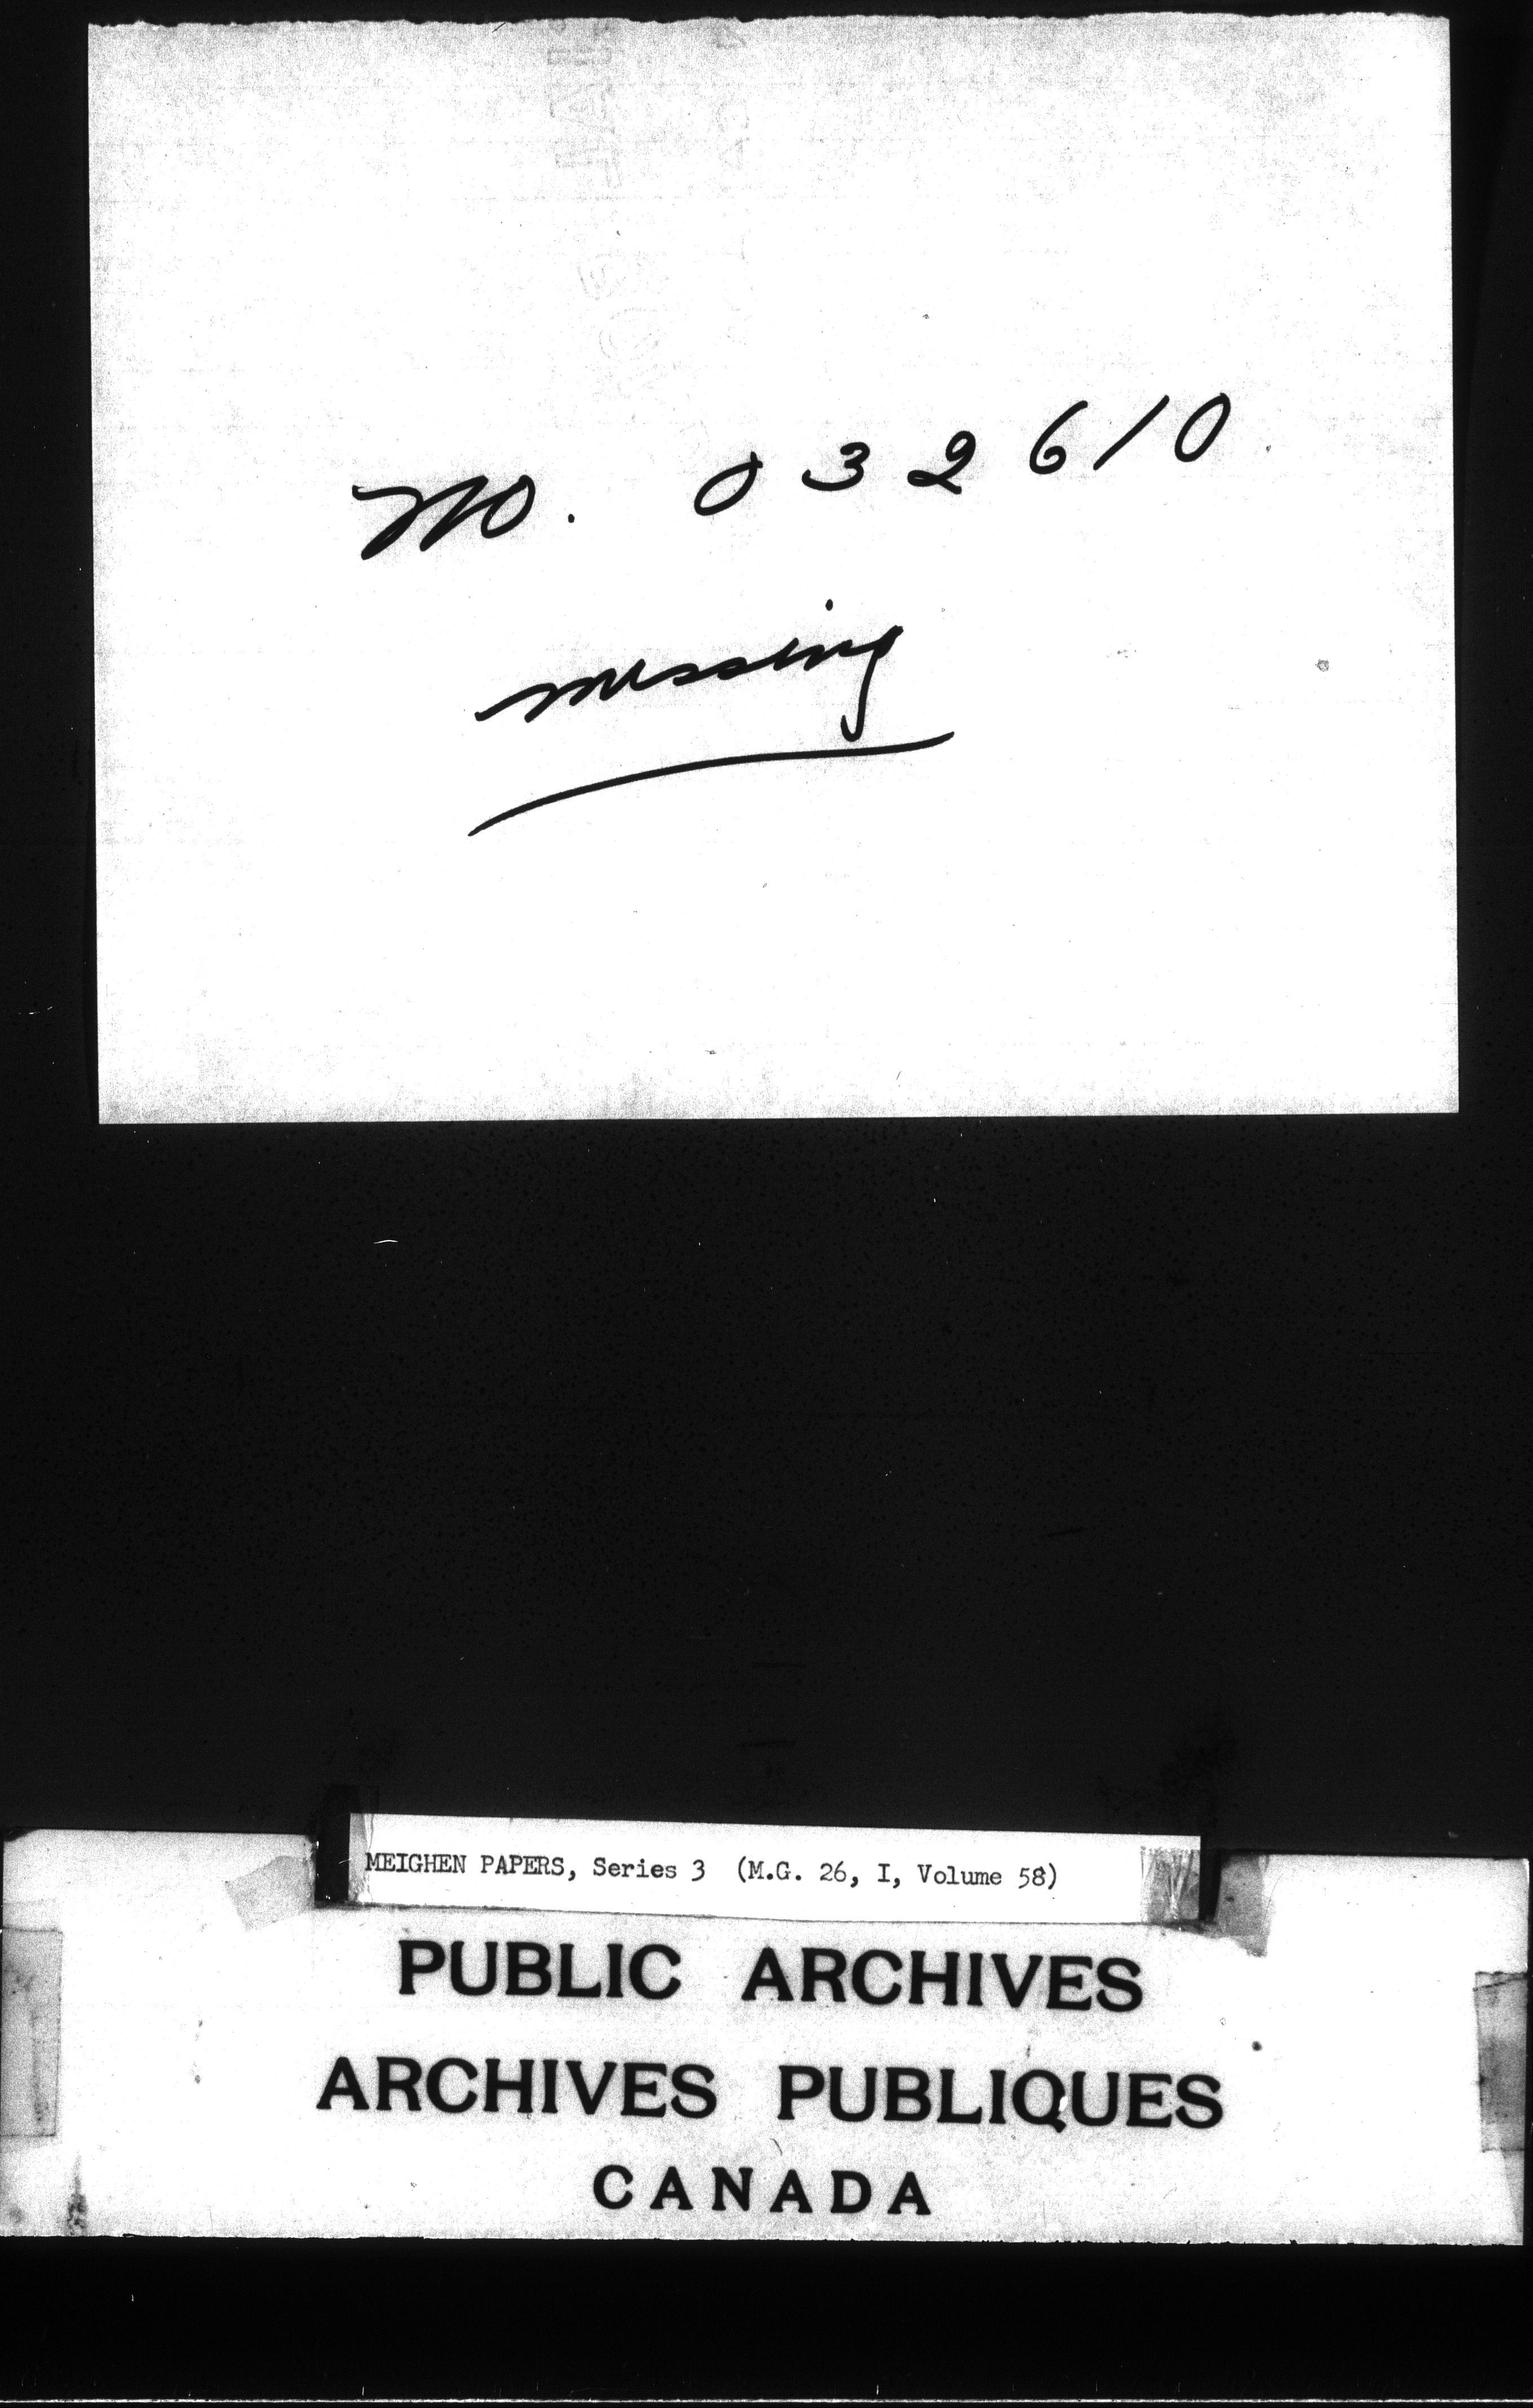 No. 032610
missing
MEIGHEN PAPERS, Series 3 (M.G. 26, I, Volume 58)
PUBLIC ARCHIVES
ARCHIVES PUBLIQUES
CANADA